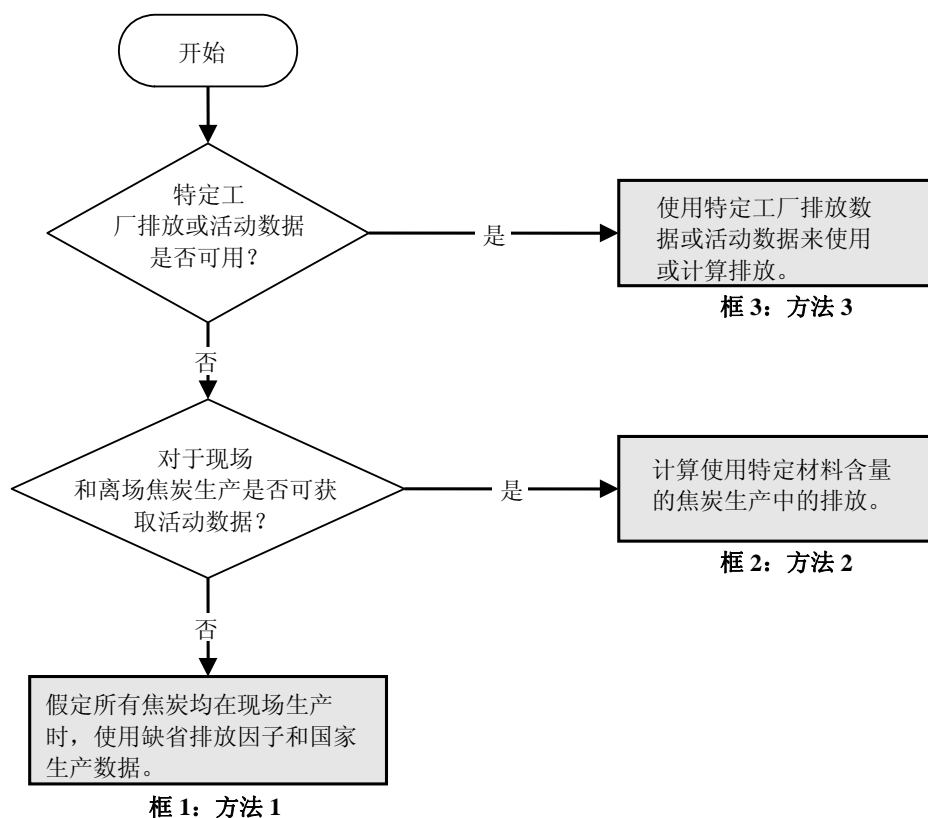 开始
特定工
厂排放或活动数据
是否可用?
是
使用特定工厂排放数
据或活动数据来使用
或计算排放。
框 3：方法 3
否
对于现场
和离场焦炭生产是否可获
取活动数据?
是
计算使用特定材料含量
的焦炭生产中的排放。
框 2：方法 2
否
假定所有焦炭均在现场生产
时，使用缺省排放因子和国家
生产数据。
框 1：方法 1